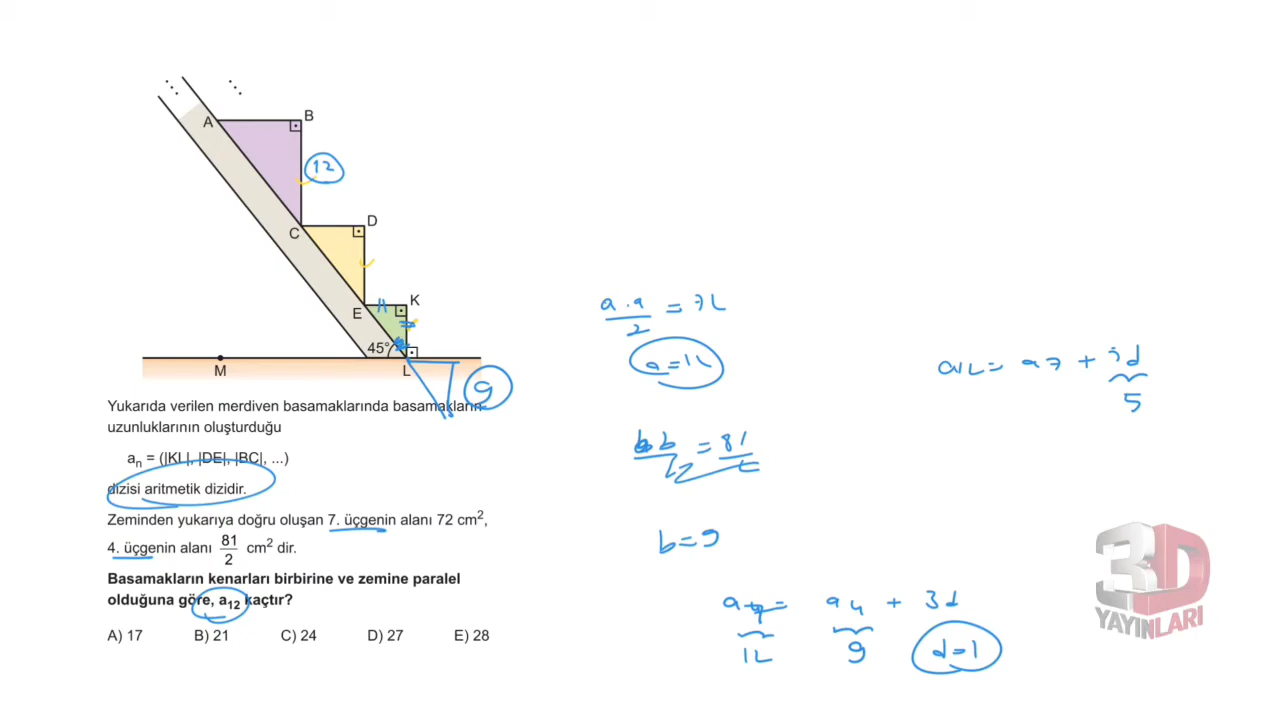 A
B
12
C
D
E
K
45°
M
L
9
Yukarıda verilen merdiven basamaklarında basamakların
uzunluklarının oluşturduğu
aₙ = (|KL|, |DE|, |BC|, ...)
dizisi aritmetik dizidir.
Zeminden yukarıya doğru oluşan 7. üçgenin alanı 72 cm²,
4. üçgenin alanı 81/2 cm² dir.
Basamakların kenarları birbirine ve zemine paralel
olduğuna göre, a₁₂ kaçtır?
A) 17 B) 21 C) 24 D) 27 E) 28
a.a/2 = 72
a=12
= 81/2
b=9
= a₄ + 3d
12 9 d=1
a₁₂ = a₇ +
5
3D
YAYINLARI